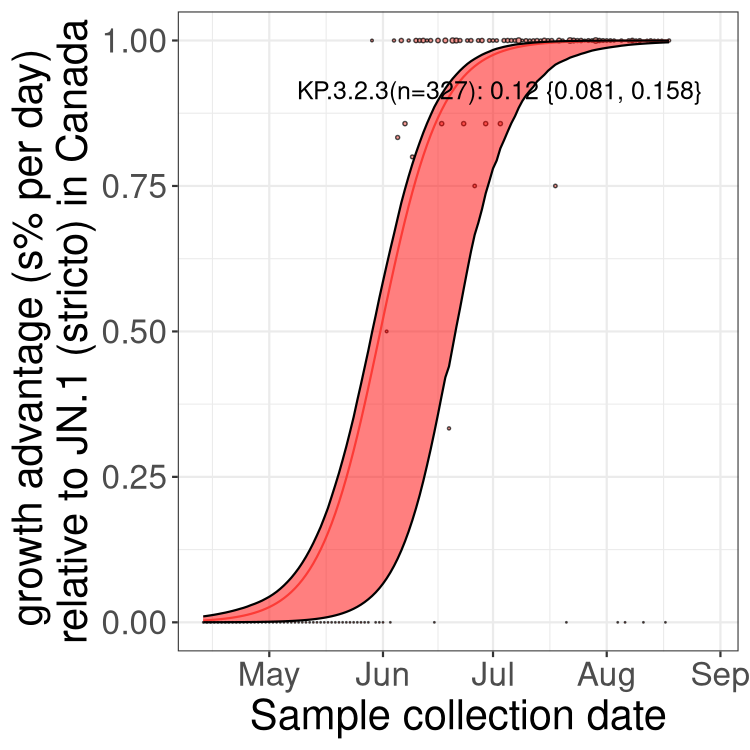 growth advantage (s% per day)
relative to JN.1 (stricto) in Canada
1.00
0.75
0.50
0.25
0.00
KP.3.2.3(n=327): 0.12 {0.081, 0.158}
May Jun Jul Aug Sep
Sample collection date